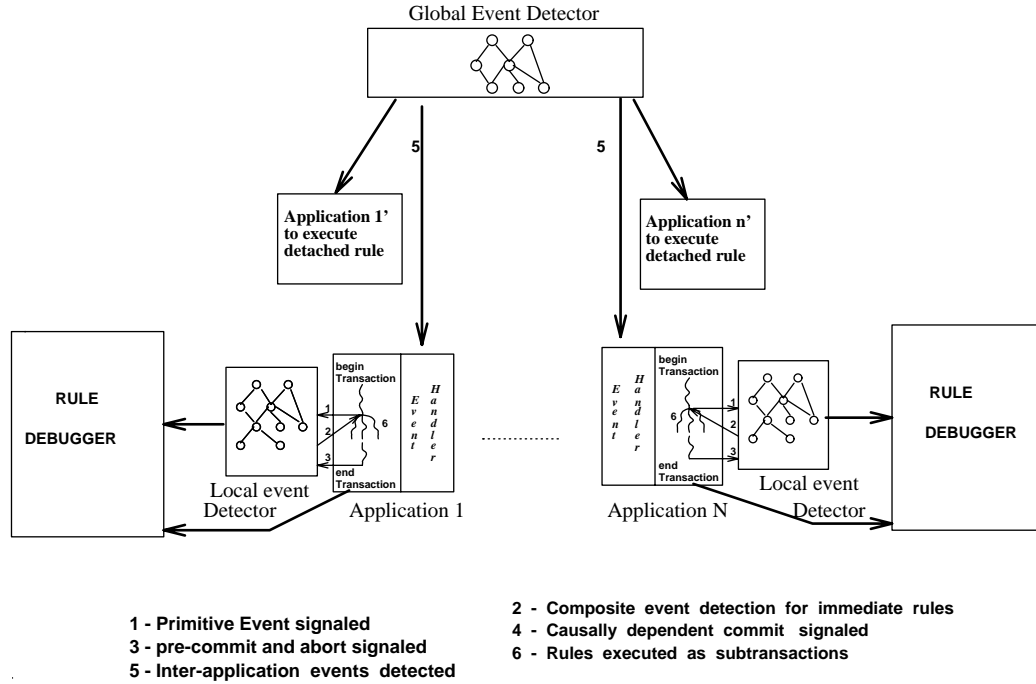 Global Event Detector
5
5
Application 1'
to execute
detached rule
Application n'
to execute
detached rule
RULE
DEBUGGER
begin
Transaction
1
2
3
6
end
Transaction
Event
Handler
Local event
Detector
Application 1
Event
Handler
begin
Transaction
1
2
3
6
end
Transaction
Application N
Local event
Detector
RULE
DEBUGGER
1 - Primitive Event signaled
3 - pre-commit and abort signaled
5 - Inter-application events detected
2 - Composite event detection for immediate rules
4 - Causally dependent commit signaled
6 - Rules executed as subtransactions